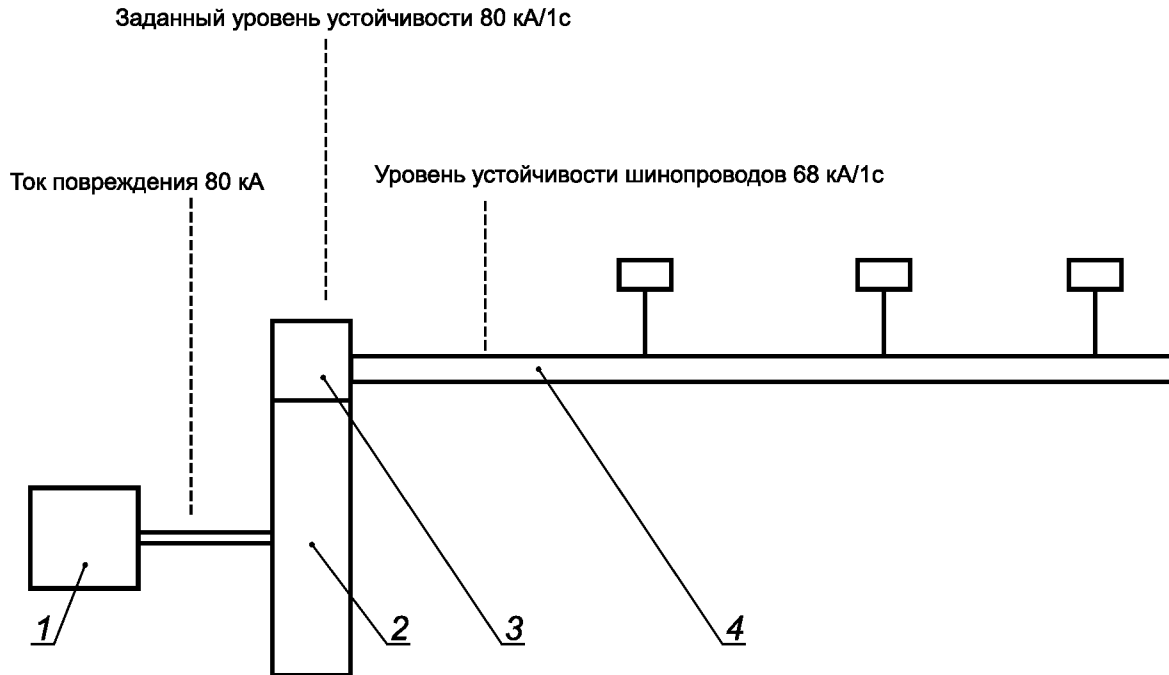 Заданный уровень устойчивости 80 кА/1с
Ток повреждения 80 кА
Уровень устойчивости шинопроводов 68 кА/1с
1
2
3
4